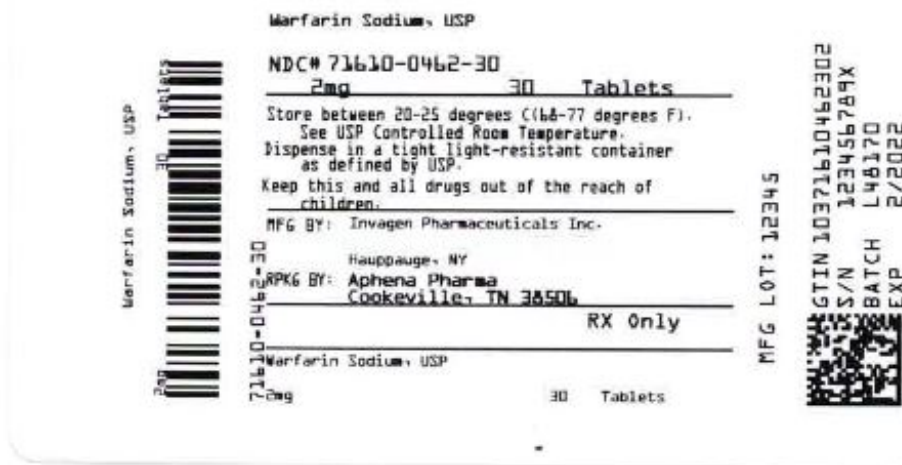 Warfarin Sodium, USP
NDC# 71610-0462-30
2mg 30 Tablets
Store between 20-25 degrees C((68-77 degrees F).
See USP Controlled Room Temperature.
Dispense in a tight light-resistant container
as defined by USP.
Keep this and all drugs out of the reach of
children.
MFG BY: Invagen Pharmaceuticals Inc.
Hauppauge, NY
RPKG BY: Aphena Pharma
Cookeville, TN 38506
RX Only
Warfarin Sodium, USP
2mg 30 Tablets
Warfarin Sodium, USP
2mg 30 Tablets
71610-0462-30
MFG LOT: 12345
GTIN 10371610462302
S/N 123456789X
BATCH L48170
EXP 2/2022